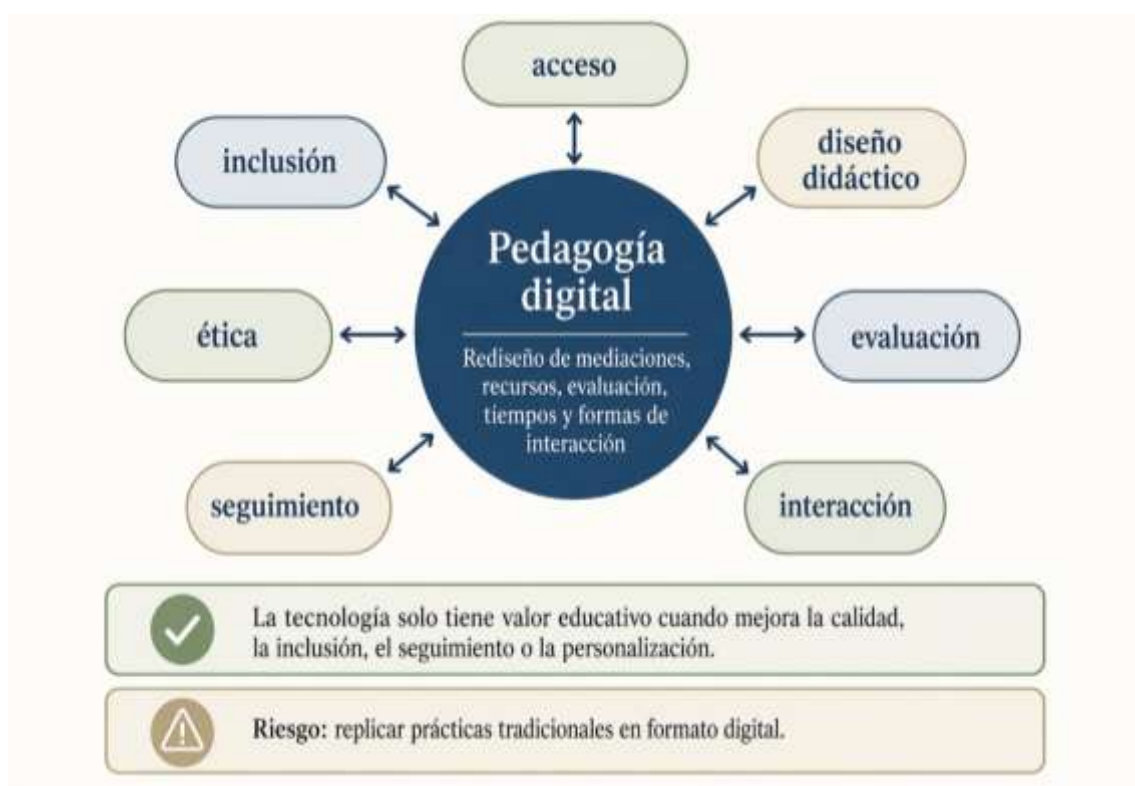 acceso
inclusión
diseño
didáctico
Pedagogía
digital
Rediseño de mediaciones,
recursos, evaluación,
tiempos y formas de
interacción
ética
evaluación
seguimiento
interacción
La tecnología solo tiene valor educativo cuando mejora la calidad,
la inclusión, el seguimiento o la personalización.
Riesgo: replicar prácticas tradicionales en formato digital.